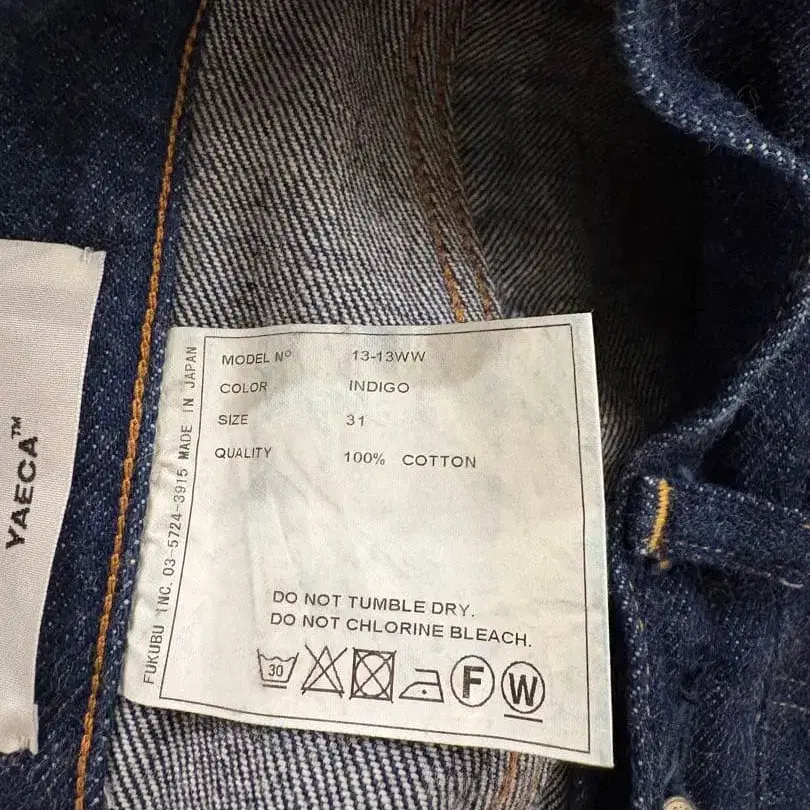 YAECA™
FUKUBU INC. 03-5724-3915 MADE IN JAPAN
MODEL Nº 13-13WW
COLOR INDIGO
SIZE 31
QUALITY 100% COTTON
DO NOT TUMBLE DRY.
DO NOT CHLORINE BLEACH.
30 F W